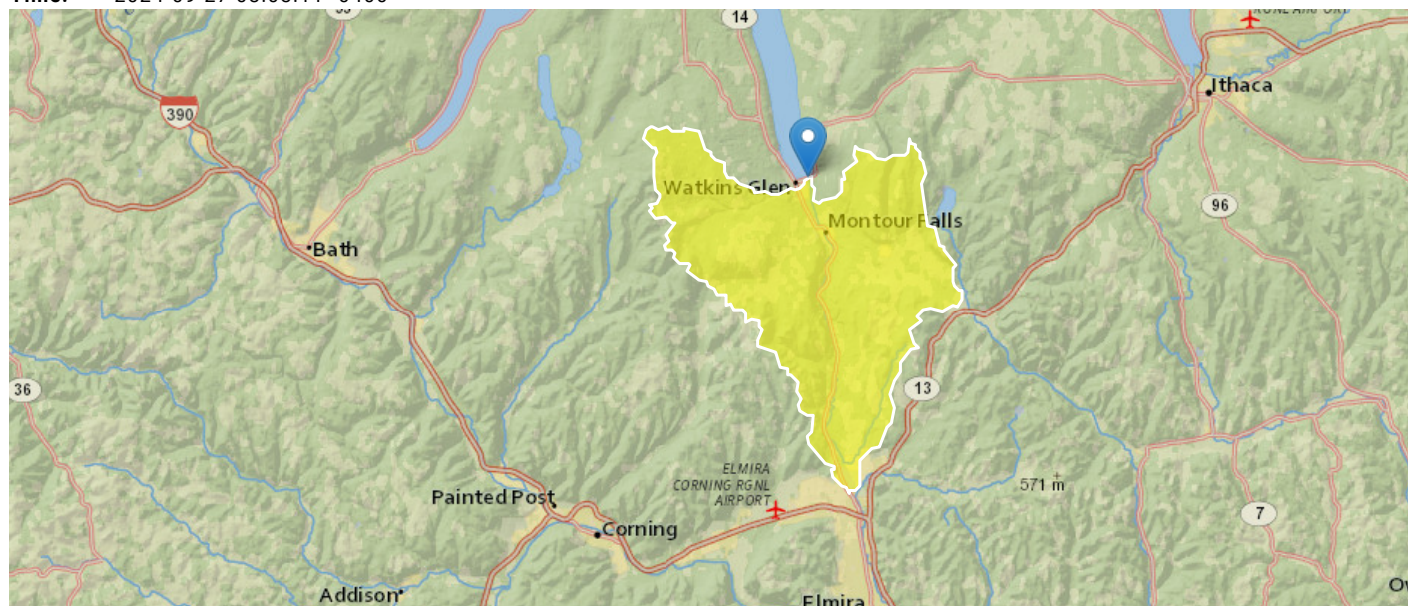 14
390
Ithaca
Watkins Glen
96
Montour Falls
Bath
36
13
ELMIRA
CORNING RGNL
AIRPORT
571 m
Painted Post
7
Corning
Addison
Elmira